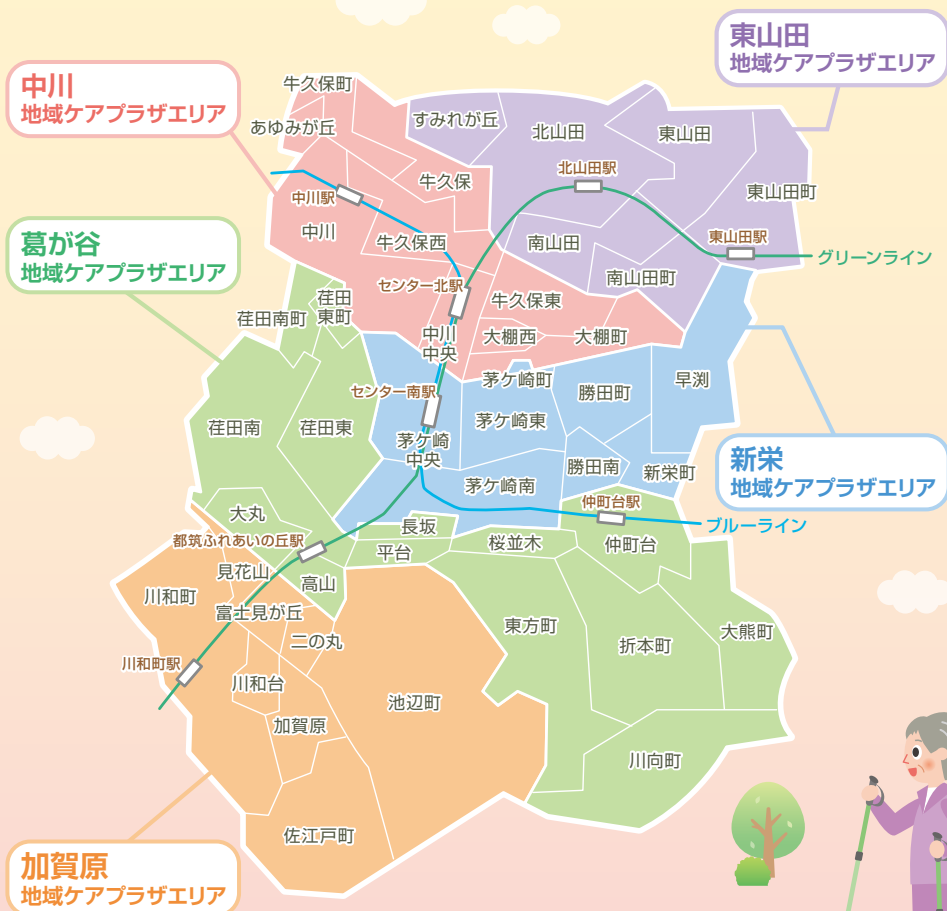 東山田
地域ケアプラザエリア
中川
地域ケアプラザエリア
牛久保町
あゆみが丘
すみれが丘
北山田
東山田
北山田駅
牛久保
中川駅
東山田町
中川
牛久保西
南山田
東山田駅
グリーンライン
葛が谷
地域ケアプラザエリア
南山田町
センター北駅
荏田
東町
荏田南町
牛久保東
中川
中央
大棚西
大棚町
茅ケ崎町
早渕
センター南駅
勝田町
荏田南
荏田東
茅ケ崎東
茅ケ崎
中央
勝田南
新栄町
新栄
地域ケアプラザエリア
茅ケ崎南
仲町台駅
ブルーライン
大丸
長坂
都筑ふれあいの丘駅
平台
桜並木
仲町台
見花山
高山
川和町
富士見が丘
東方町
大熊町
二の丸
折本町
川和町駅
川和台
池辺町
加賀原
川向町
佐江戸町
加賀原
地域ケアプラザエリア